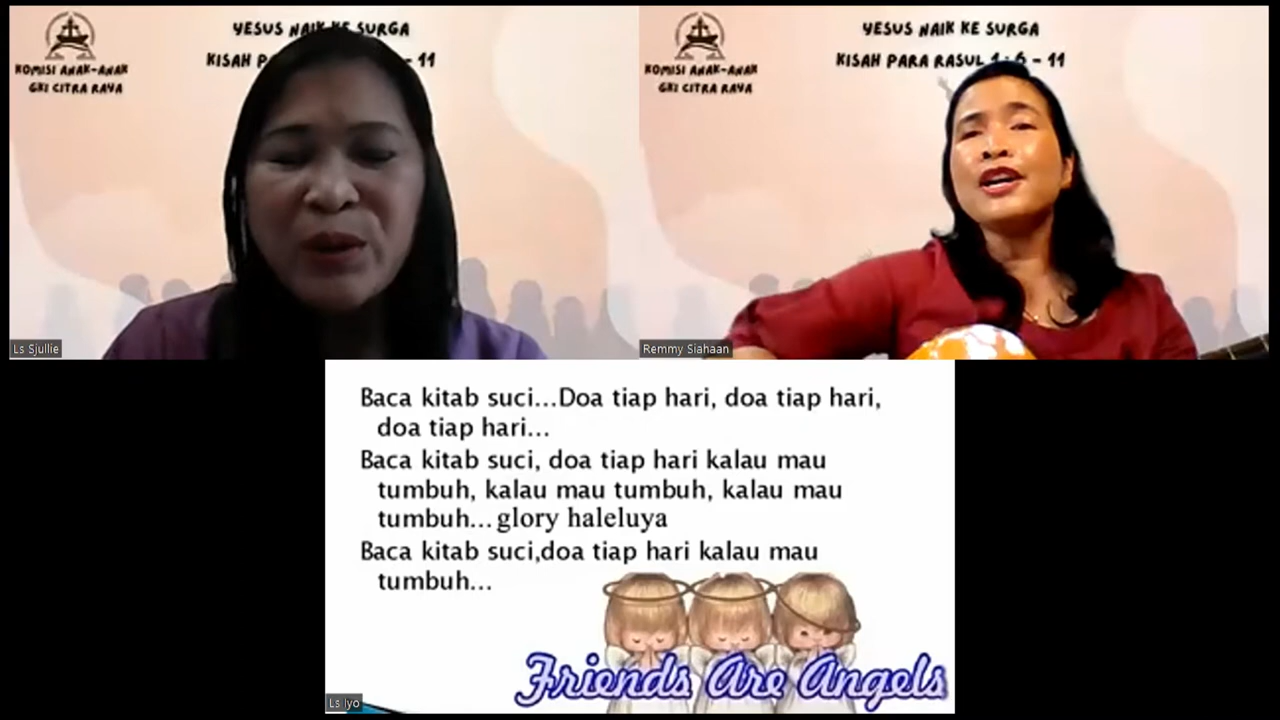 YESUS NAIK KE SURGA
KISAH PA - 11
KOMISI ANAK-ANAK
GKI CITRA RAYA
Ls Sjullie
YESUS NAIK KE SURGA
KISAH PARA RASUL 1 : 6 - 11
KOMISI ANAK-ANAK
GKI CITRA RAYA
Remmy Siahaan
Baca kitab suci...Doa tiap hari, doa tiap hari,
doa tiap hari...
Baca kitab suci, doa tiap hari kalau mau
tumbuh, kalau mau tumbuh, kalau mau
tumbuh... glory haleluya
Baca kitab suci,doa tiap hari kalau mau
tumbuh...
Friends Are Angels
Ls Iyo